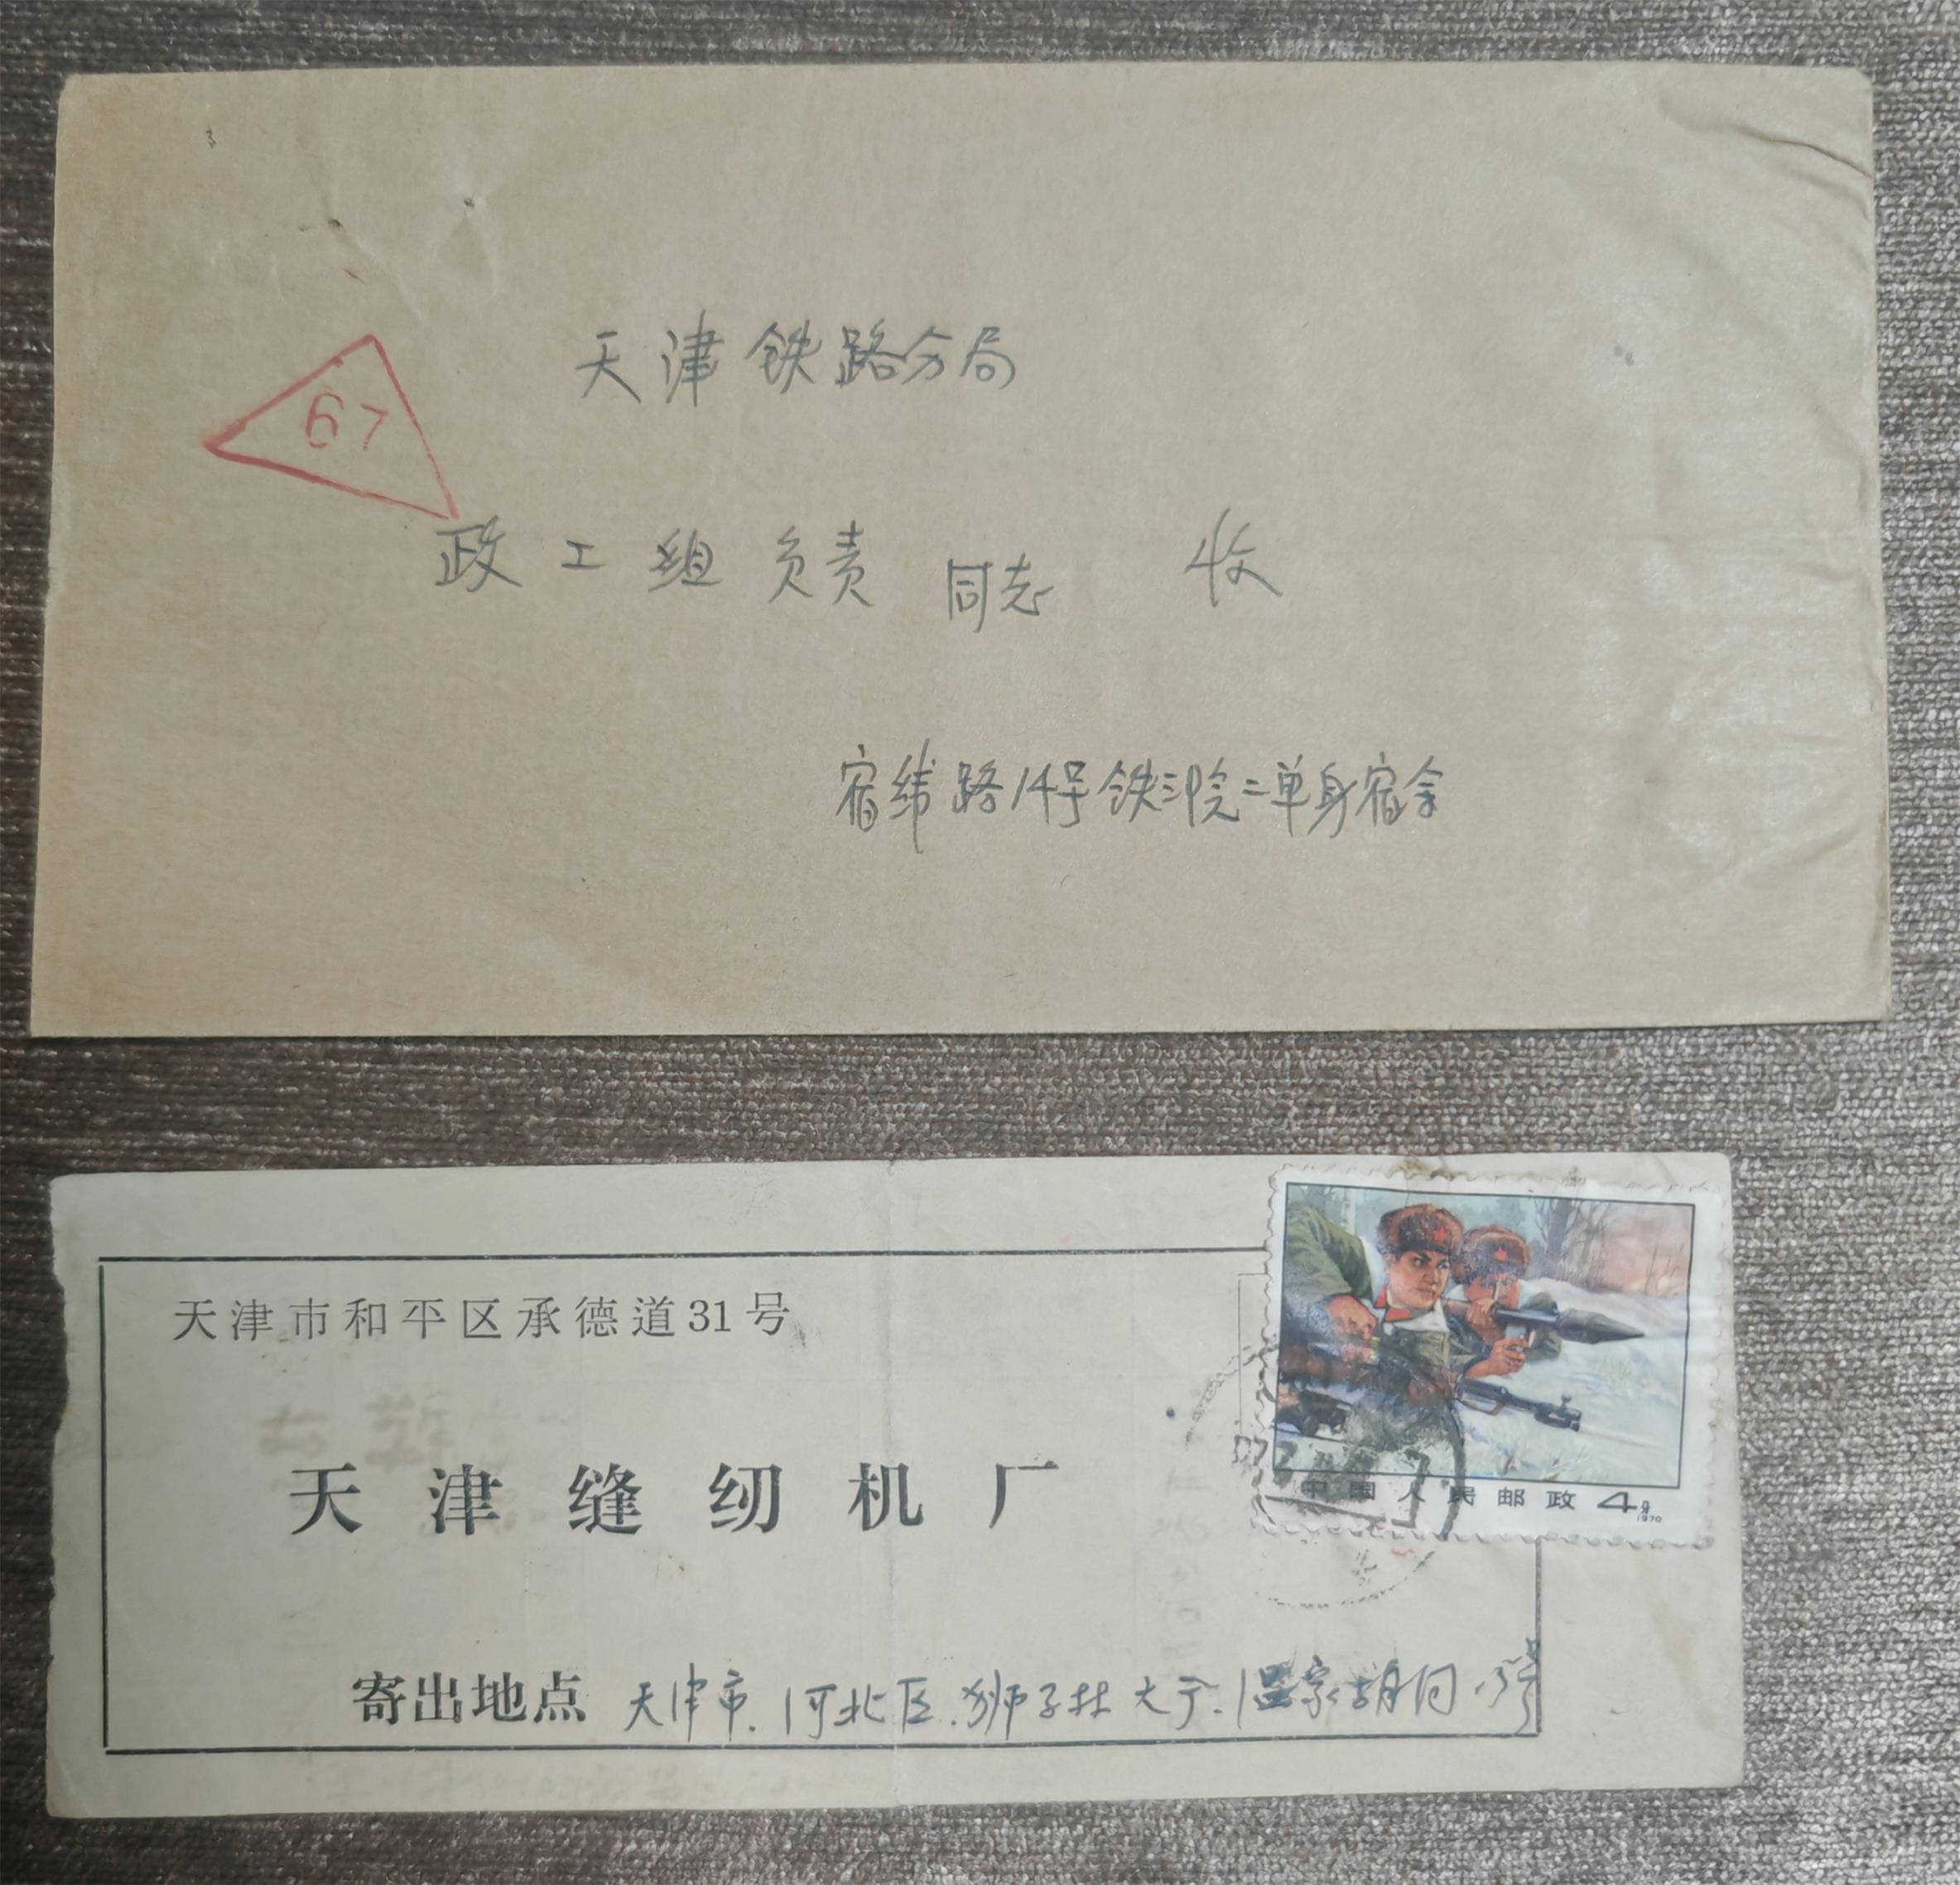 67
天津铁路分局
政工组负责同志 收
宿纬路14号铁三院二单身宿舍
天津市和平区承德道31号
天津缝纫机厂
中国人民邮政 4分
1970
寄出地点 天津市.河北区.狮子林大于.温家胡同